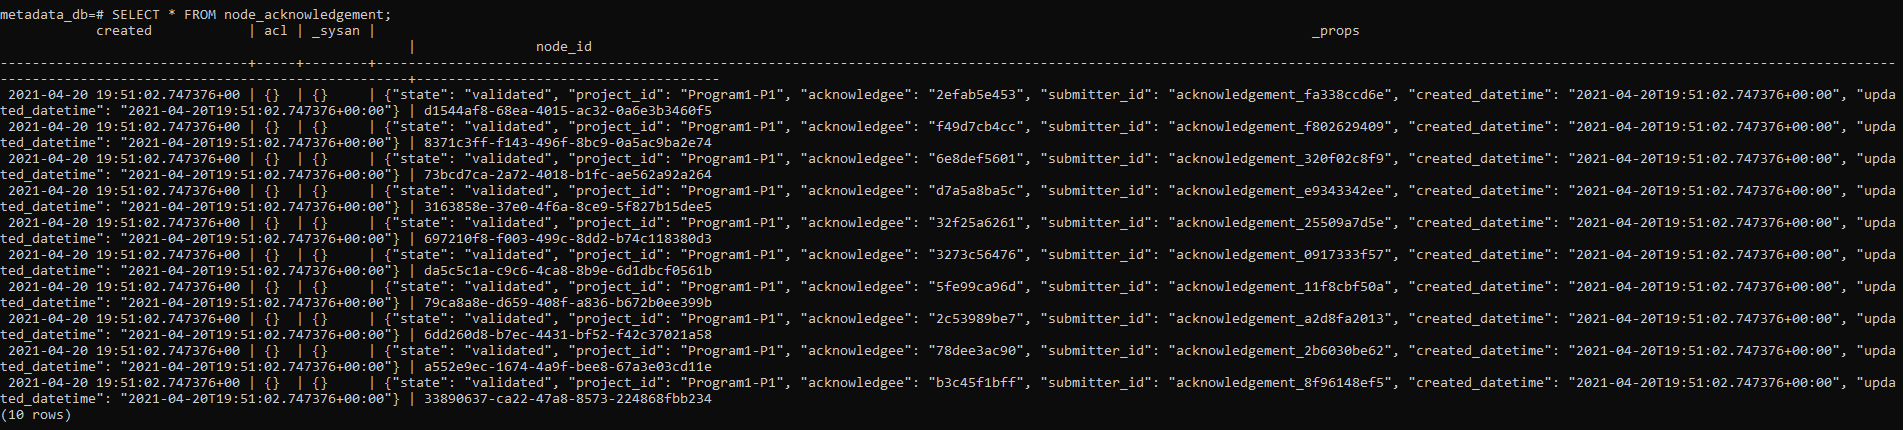 metadata_db=# SELECT * FROM node_acknowledgement;
            created            | acl | _sysan |                                                                                                                     _props
                                                   |               node_id
-------------------------------+-----+--------+-----------------------------------------------------------------------------------------------------------------------------------------------------------------------------------------------
---------------------------------------------------+--------------------------------------
 2021-04-20 19:51:02.747376+00 | {}  | {}     | {"state": "validated", "project_id": "Program1-P1", "acknowledgee": "2efab5e453", "submitter_id": "acknowledgement_fa338ccd6e", "created_datetime": "2021-04-20T19:51:02.747376+00:00", "upda
ted_datetime": "2021-04-20T19:51:02.747376+00:00"} | d1544af8-68ea-4015-ac32-0a6e3b3460f5
 2021-04-20 19:51:02.747376+00 | {}  | {}     | {"state": "validated", "project_id": "Program1-P1", "acknowledgee": "f49d7cb4cc", "submitter_id": "acknowledgement_f802629409", "created_datetime": "2021-04-20T19:51:02.747376+00:00", "upda
ted_datetime": "2021-04-20T19:51:02.747376+00:00"} | 8371c3ff-f143-496f-8bc9-0a5ac9ba2e74
 2021-04-20 19:51:02.747376+00 | {}  | {}     | {"state": "validated", "project_id": "Program1-P1", "acknowledgee": "6e8def5601", "submitter_id": "acknowledgement_320f02c8f9", "created_datetime": "2021-04-20T19:51:02.747376+00:00", "upda
ted_datetime": "2021-04-20T19:51:02.747376+00:00"} | 73bcd7ca-2a72-4018-b1fc-ae562a92a264
 2021-04-20 19:51:02.747376+00 | {}  | {}     | {"state": "validated", "project_id": "Program1-P1", "acknowledgee": "d7a5a8ba5c", "submitter_id": "acknowledgement_e9343342ee", "created_datetime": "2021-04-20T19:51:02.747376+00:00", "upda
ted_datetime": "2021-04-20T19:51:02.747376+00:00"} | 3163858e-37e0-4f6a-8ce9-5f827b15dee5
 2021-04-20 19:51:02.747376+00 | {}  | {}     | {"state": "validated", "project_id": "Program1-P1", "acknowledgee": "32f25a6261", "submitter_id": "acknowledgement_25509a7d5e", "created_datetime": "2021-04-20T19:51:02.747376+00:00", "upda
ted_datetime": "2021-04-20T19:51:02.747376+00:00"} | 697210f8-f003-499c-8dd2-b74c118380d3
 2021-04-20 19:51:02.747376+00 | {}  | {}     | {"state": "validated", "project_id": "Program1-P1", "acknowledgee": "3273c56476", "submitter_id": "acknowledgement_0917333f57", "created_datetime": "2021-04-20T19:51:02.747376+00:00", "upda
ted_datetime": "2021-04-20T19:51:02.747376+00:00"} | da5c5c1a-c9c6-4ca8-8b9e-6d1dbcf0561b
 2021-04-20 19:51:02.747376+00 | {}  | {}     | {"state": "validated", "project_id": "Program1-P1", "acknowledgee": "5fe99ca96d", "submitter_id": "acknowledgement_11f8cbf50a", "created_datetime": "2021-04-20T19:51:02.747376+00:00", "upda
ted_datetime": "2021-04-20T19:51:02.747376+00:00"} | 79ca8a8e-d659-408f-a836-b672b0ee399b
 2021-04-20 19:51:02.747376+00 | {}  | {}     | {"state": "validated", "project_id": "Program1-P1", "acknowledgee": "2c53989be7", "submitter_id": "acknowledgement_a2d8fa2013", "created_datetime": "2021-04-20T19:51:02.747376+00:00", "upda
ted_datetime": "2021-04-20T19:51:02.747376+00:00"} | 6dd260d8-b7ec-4431-bf52-f42c37021a58
 2021-04-20 19:51:02.747376+00 | {}  | {}     | {"state": "validated", "project_id": "Program1-P1", "acknowledgee": "78dee3ac90", "submitter_id": "acknowledgement_2b6030be62", "created_datetime": "2021-04-20T19:51:02.747376+00:00", "upda
ted_datetime": "2021-04-20T19:51:02.747376+00:00"} | a552e9ec-1674-4a9f-bee8-67a3e03cd11e
 2021-04-20 19:51:02.747376+00 | {}  | {}     | {"state": "validated", "project_id": "Program1-P1", "acknowledgee": "b3c45f1bff", "submitter_id": "acknowledgement_8f96148ef5", "created_datetime": "2021-04-20T19:51:02.747376+00:00", "upda
ted_datetime": "2021-04-20T19:51:02.747376+00:00"} | 33890637-ca22-47a8-8573-224868fbb234
(10 rows)